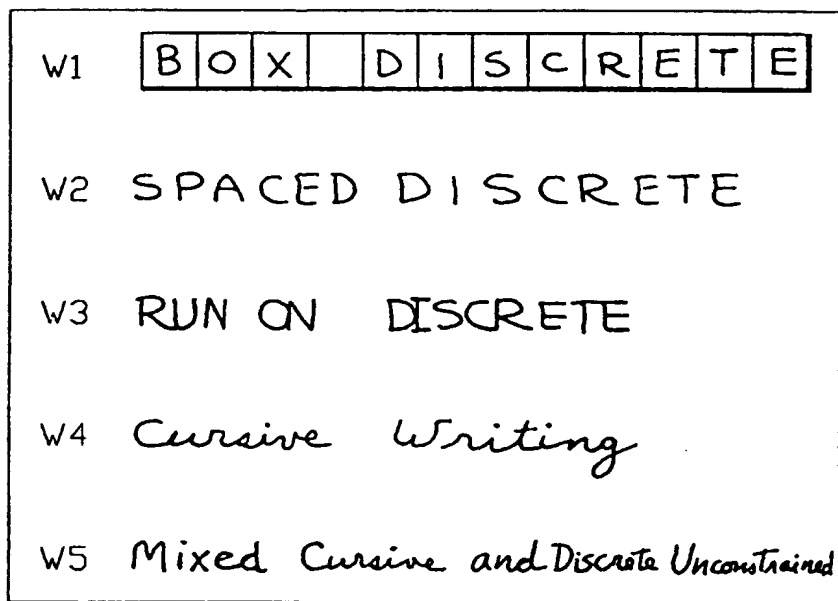 W1 BOX DISCRETE
W2 SPACED DISCRETE
W3 RUN ON DISCRETE
W4 Cursive Writing
W5 Mixed Cursive and Discrete Unconstrained